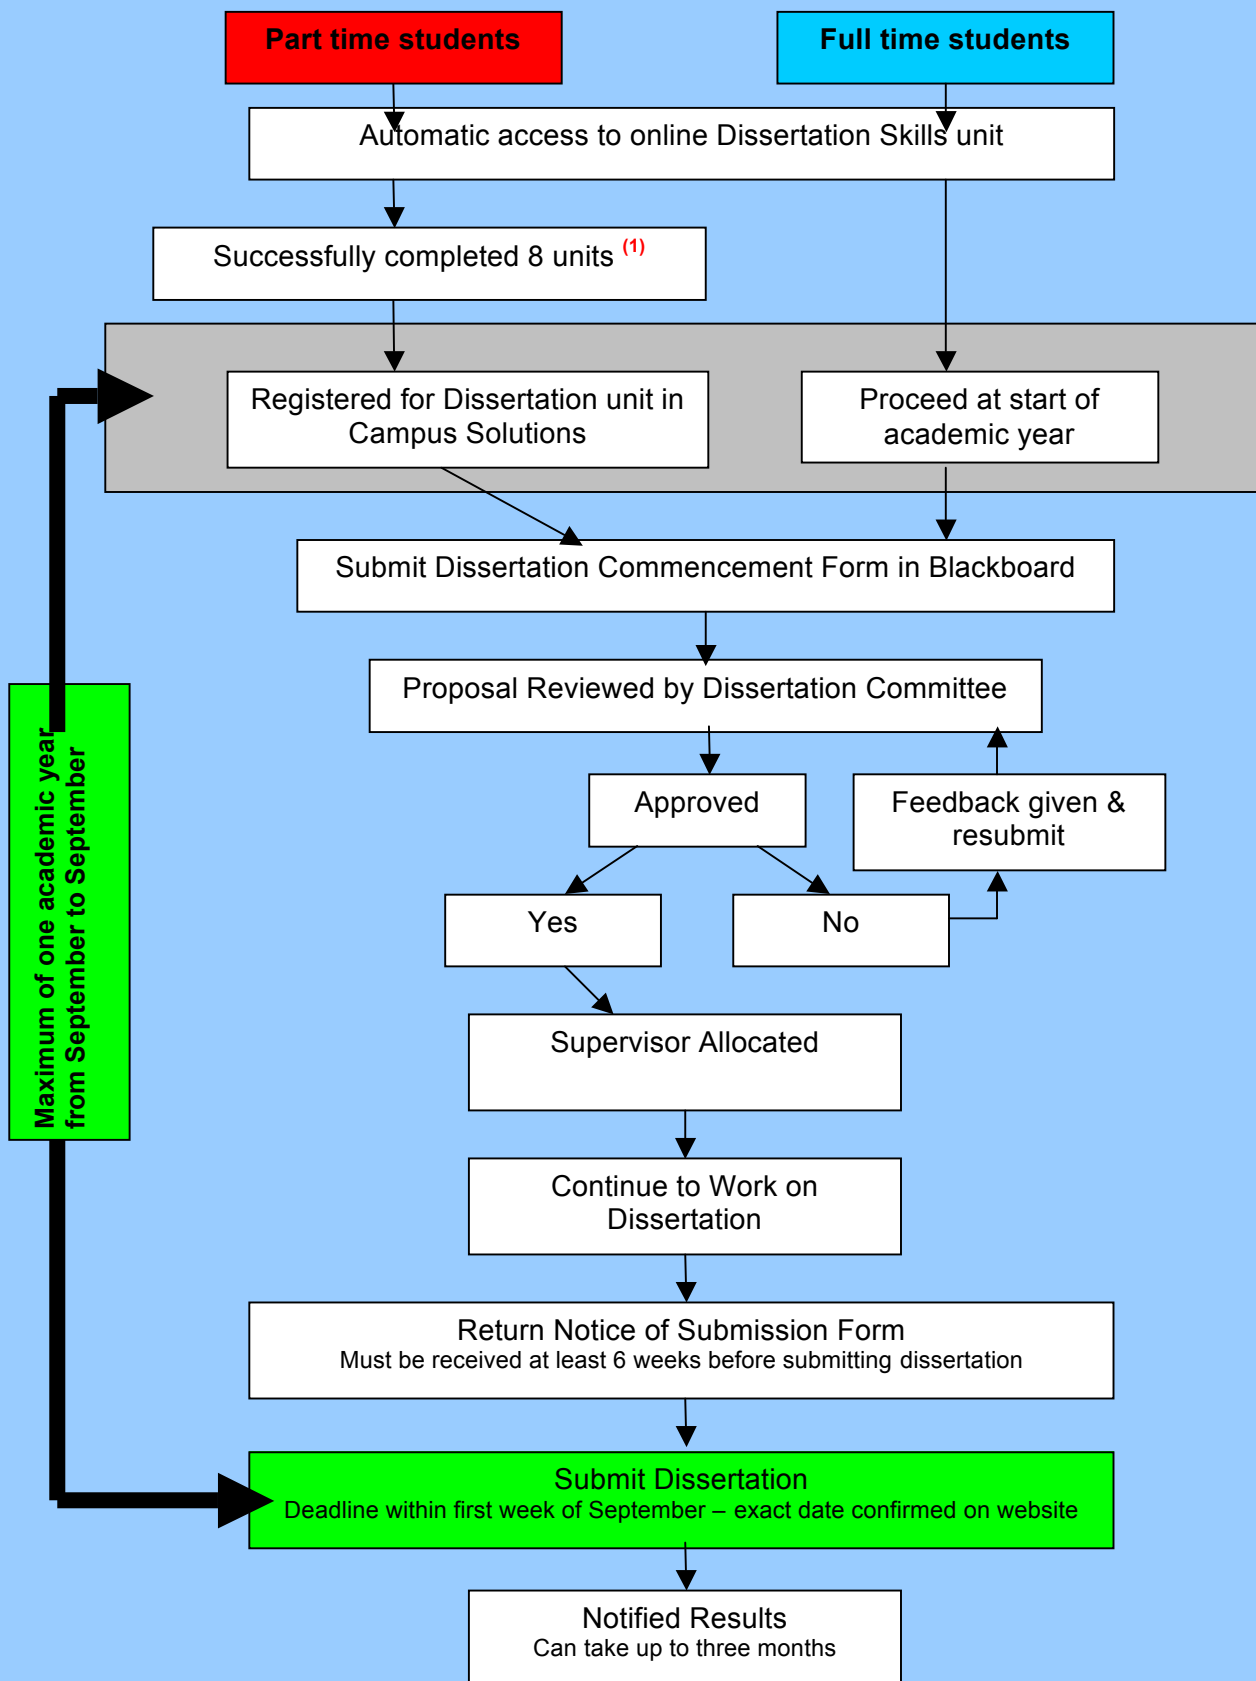 Part time students
Full time students
Automatic access to online Dissertation Skills unit
Successfully completed 8 units (1)
Registered for Dissertation unit in
Campus Solutions
Proceed at start of
academic year
Submit Dissertation Commencement Form in Blackboard
Proposal Reviewed by Dissertation Committee
Approved
Feedback given &
resubmit
Yes
No
Maximum of one academic year
from September to September
Supervisor Allocated
Continue to Work on
Dissertation
Return Notice of Submission Form
Must be received at least 6 weeks before submitting dissertation
Submit Dissertation
Deadline within first week of September – exact date confirmed on website
Notified Results
Can take up to three months